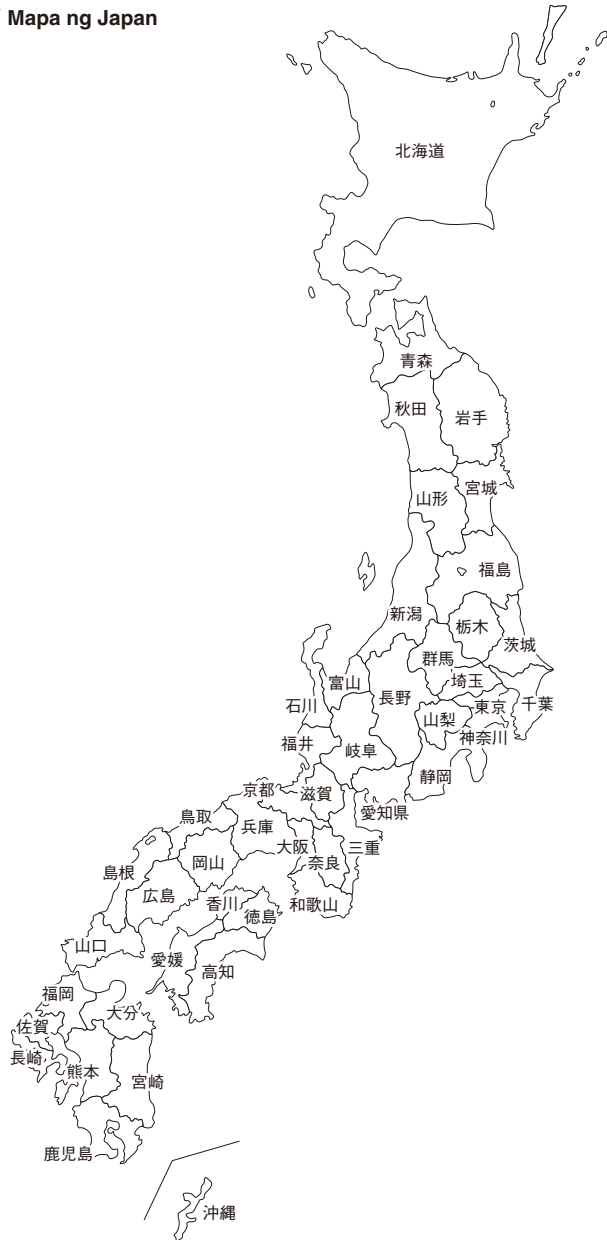 Mapa ng Japan
北海道
青森
秋田
岩手
山形
宮城
福島
新潟
栃木
茨城
群馬
富山
埼玉
長野
石川
千葉
東京
山梨
福井
神奈川
岐阜
静岡
京都
滋賀
愛知県
鳥取
兵庫
大阪
三重
岡山
奈良
島根
広島
香川
和歌山
徳島
山口
愛媛
高知
福岡
大分
佐賀
長崎
熊本
宮崎
鹿児島
沖縄